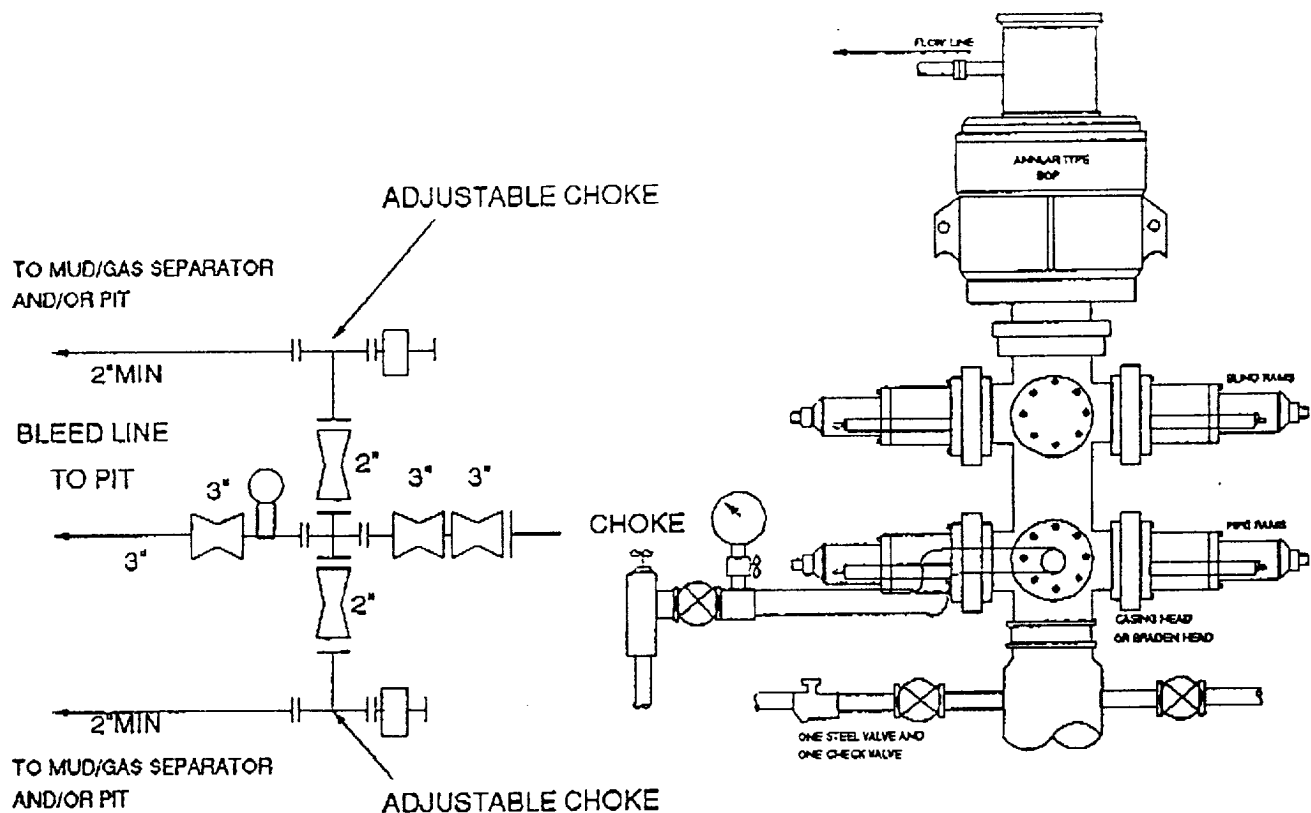 FLOW LINE
ANNLAR TYPE
BOP
ADJUSTABLE CHOKE
TO MUD/GAS SEPARATOR
AND/OR PIT
2" MIN
BLIND RAMS
BLEED LINE
TO PIT
2"
3"
3"
3"
3"
CHOKE
PIPE RAMS
2"
CASING HEAD
OR BRADEN HEAD
2" MIN
ONE STEEL VALVE AND
ONE CHECK VALVE
TO MUD/GAS SEPARATOR
AND/OR PIT
ADJUSTABLE CHOKE